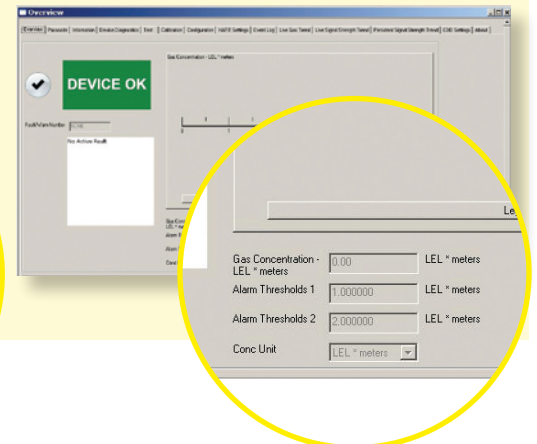 Overview
Overview Passcode Information Device Diagnostics Test Calibration Configuration HART Settings Event Log Live Gas Trend Live Signal Strength Trend Personal Signal Strength Trend About
Gas Concentration - LEL * meters
DEVICE OK
Fault/Alarm Number
No Active Fault
Gas Concentration - LEL * meters 0.00 LEL * meters
Alarm Thresholds 1 1.000000 LEL * meters
Alarm Thresholds 2 2.000000 LEL * meters
Conc Unit LEL * meters